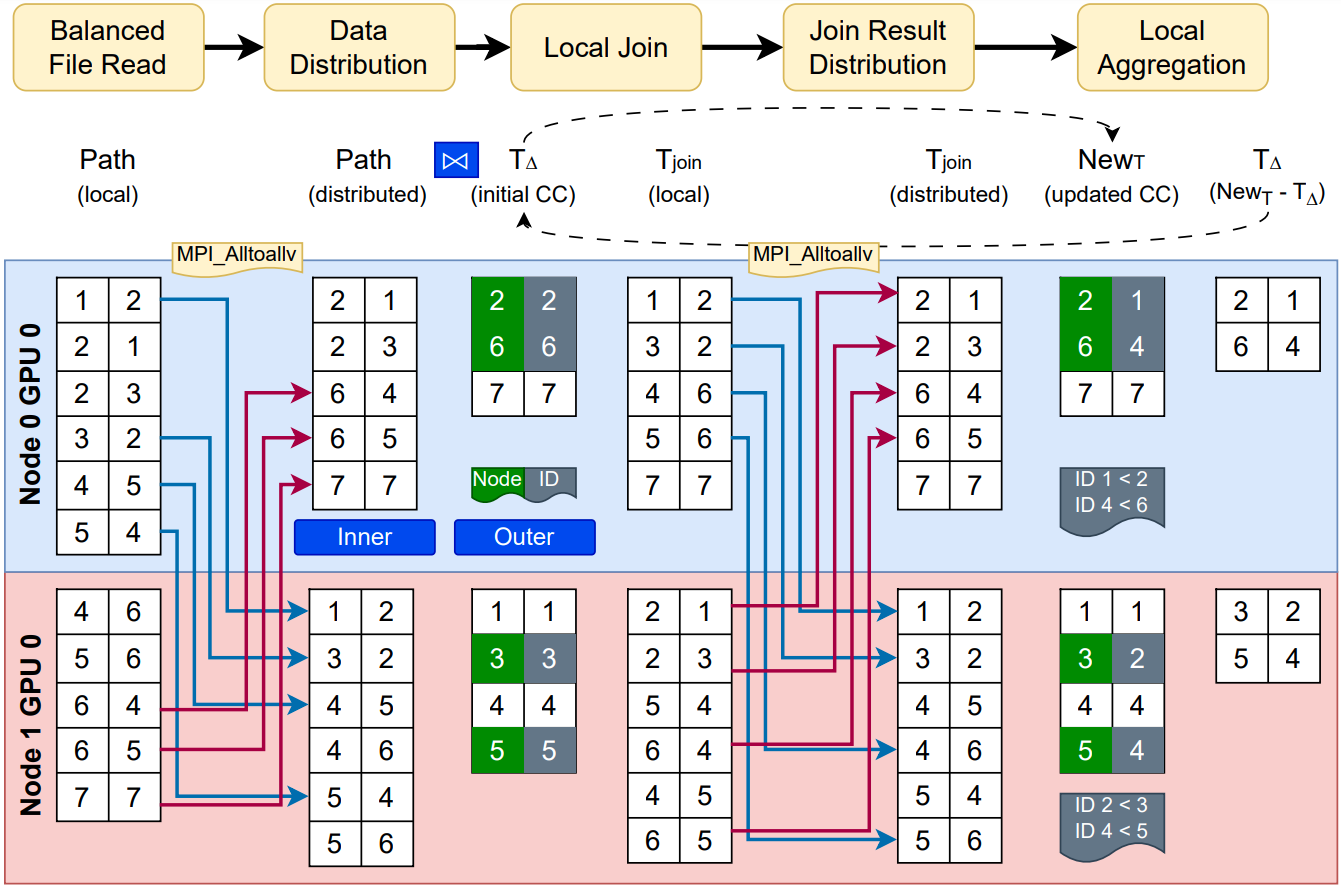 Balanced
File Read
Data
Distribution
Local Join
Join Result
Distribution
Local
Aggregation
Path
(local)
Path
(distributed)
⋈
TΔ
(initial CC)
Tjoin
(local)
Tjoin
(distributed)
NewT
(updated CC)
TΔ
(NewT - TΔ)
MPI_Alltoallv
MPI_Alltoallv
Node 0 GPU 0
1 2
2 1
2 3
3 2
4 5
5 4
2 1
2 3
6 4
6 5
7 7
Inner
2 2
6 6
7 7
Node ID
Outer
1 2
3 2
4 6
5 6
7 7
2 1
2 3
6 4
6 5
7 7
2 1
6 4
7 7
ID 1 < 2
ID 4 < 6
2 1
6 4
Node 1 GPU 0
4 6
5 6
6 4
6 5
7 7
1 2
3 2
4 5
4 6
5 4
5 6
1 1
3 3
4 4
5 5
2 1
2 3
5 4
6 4
4 5
6 5
1 2
3 2
4 5
4 6
5 4
5 6
1 1
3 2
4 4
5 4
ID 2 < 3
ID 4 < 5
3 2
5 4